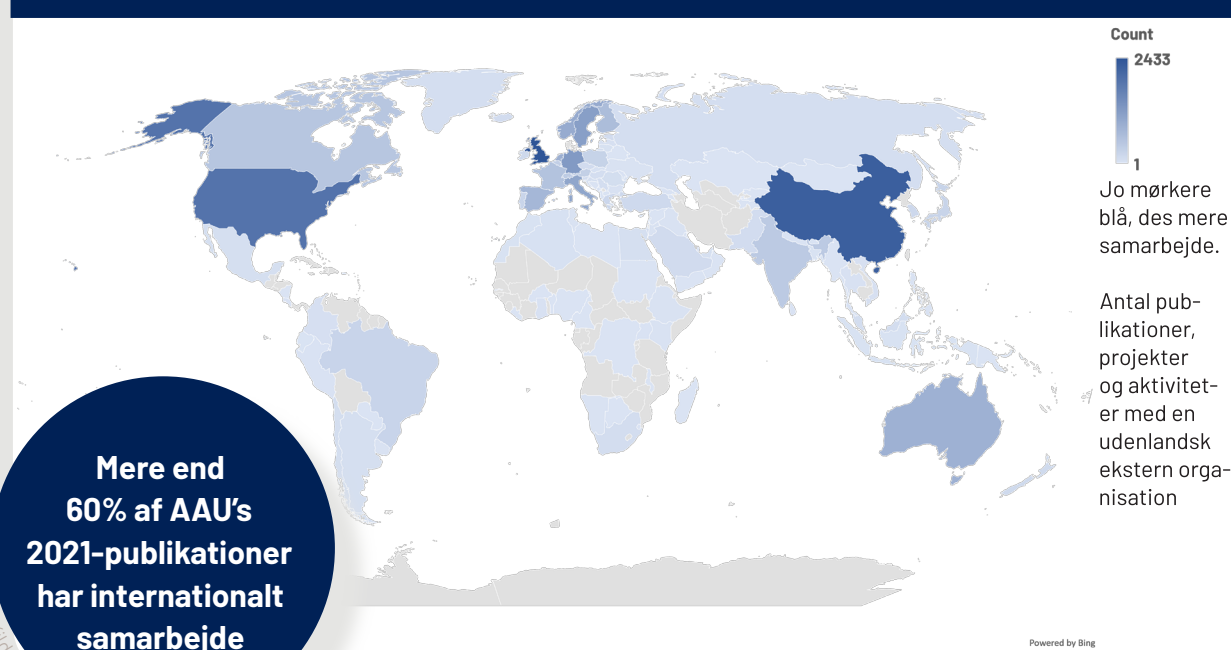 Count
2433
1
Jo mørkere
blå, des mere
samarbejde.
Antal pub-
likationer,
projekter
og aktivitet-
er med en
udenlandsk
ekstern orga-
nisation
Mere end
60% af AAU's
2021-publikationer
har internationalt
samarbejde
Powered by Bing